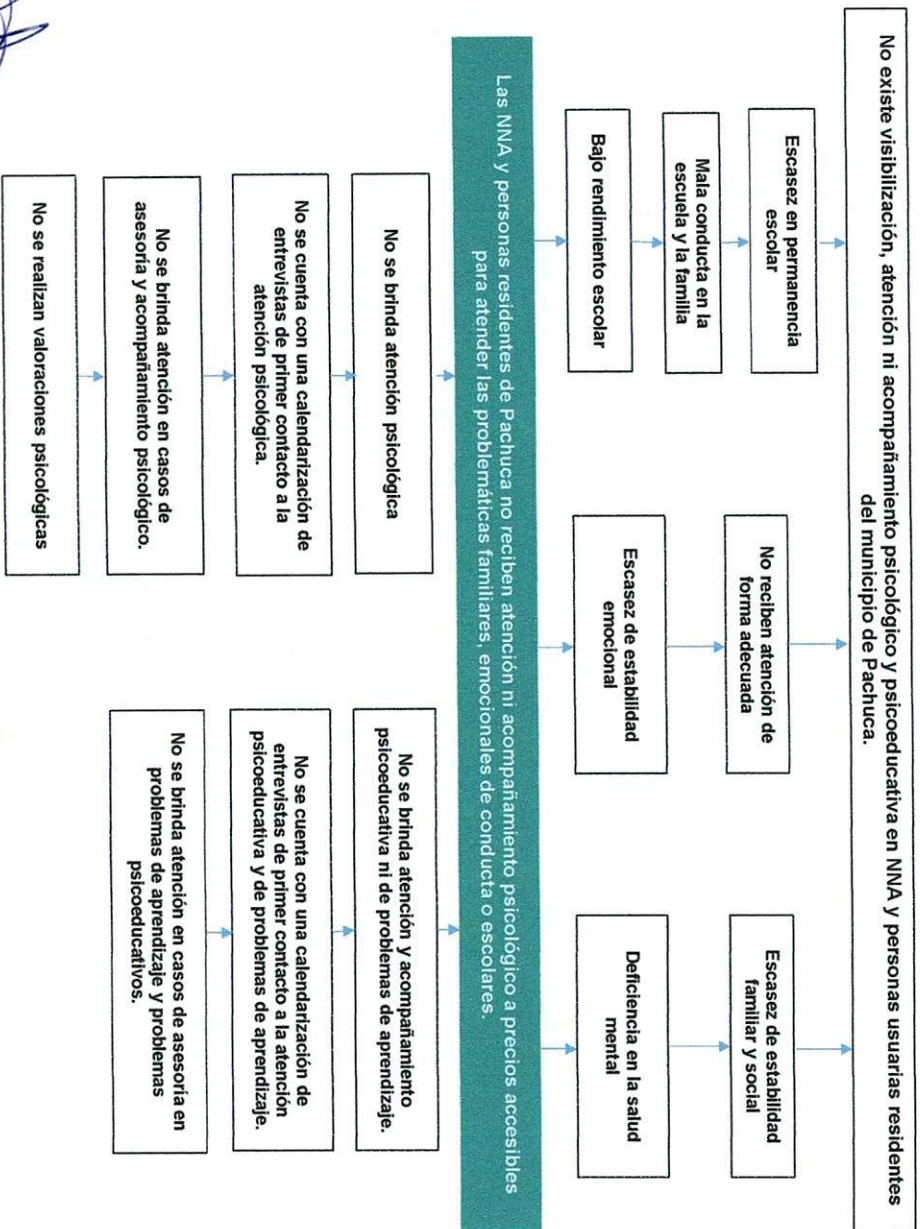 No existe visibilización, atención ni acompañamiento psicológico y psicoeducativa en NNA y personas usuarias residentes
del municipio de Pachuca.
Escasez en permanencia
escolar
Mala conducta en la
escuela y la familia
Bajo rendimiento escolar
No reciben atención de
forma adecuada
Escasez de estabilidad
emocional
Escasez de estabilidad
familiar y social
Deficiencia en la salud
mental
Las NNA y personas residentes de Pachuca no reciben atención ni acompañamiento psicológico a precios accesibles
para atender las problemáticas familiares, emocionales de conducta o escolares.
No se brinda atención psicológica
No se cuenta con una calendarización de
entrevistas de primer contacto a la
atención psicológica.
No se brinda atención en casos de
asesoría y acompañamiento psicológico.
No se realizan valoraciones psicológicas
No se brinda atención y acompañamiento
psicoeducativa ni de problemas de aprendizaje.
No se cuenta con una calendarización de
entrevistas de primer contacto a la atención
psicoeducativa y de problemas de aprendizaje.
No se brinda atención en casos de asesoría en
problemas de aprendizaje y problemas
psicoeducativos.